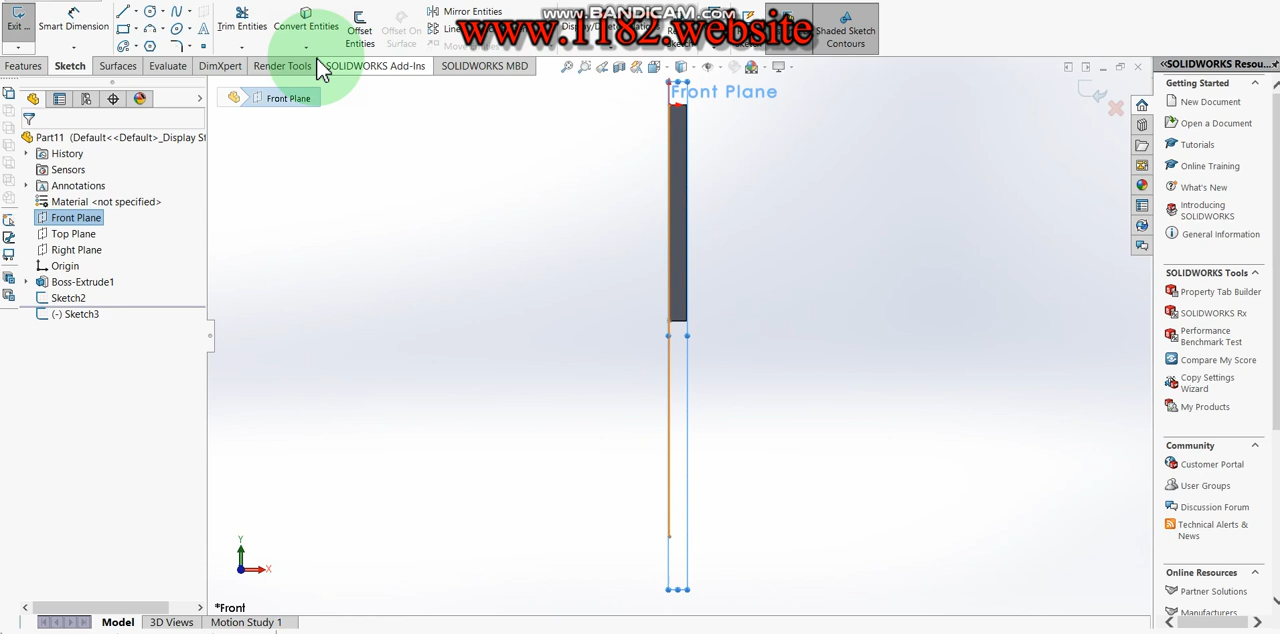 www.BANDICAM.COM
www.1182.website
Exit ...
Smart Dimension
Trim Entities
Convert Entities
Offset Entities
Offset On Surface
Mirror Entities
Shaded Sketch Contours
Features
Sketch
Surfaces
Evaluate
DimXpert
Render Tools
SOLIDWORKS Add-Ins
SOLIDWORKS MBD
Front Plane
Front Plane
Part11 (Default<<Default>_Display St
History
Sensors
Annotations
Material <not specified>
Front Plane
Top Plane
Right Plane
Origin
Boss-Extrude1
Sketch2
(-) Sketch3
Y
X
*Front
Model
3D Views
Motion Study 1
SOLIDWORKS Resou...
Getting Started
New Document
Open a Document
Tutorials
Online Training
What's New
Introducing SOLIDWORKS
General Information
SOLIDWORKS Tools
Property Tab Builder
SOLIDWORKS Rx
Performance Benchmark Test
Compare My Score
Copy Settings Wizard
My Products
Community
Customer Portal
User Groups
Discussion Forum
Technical Alerts & News
Online Resources
Partner Solutions
Manufacturers